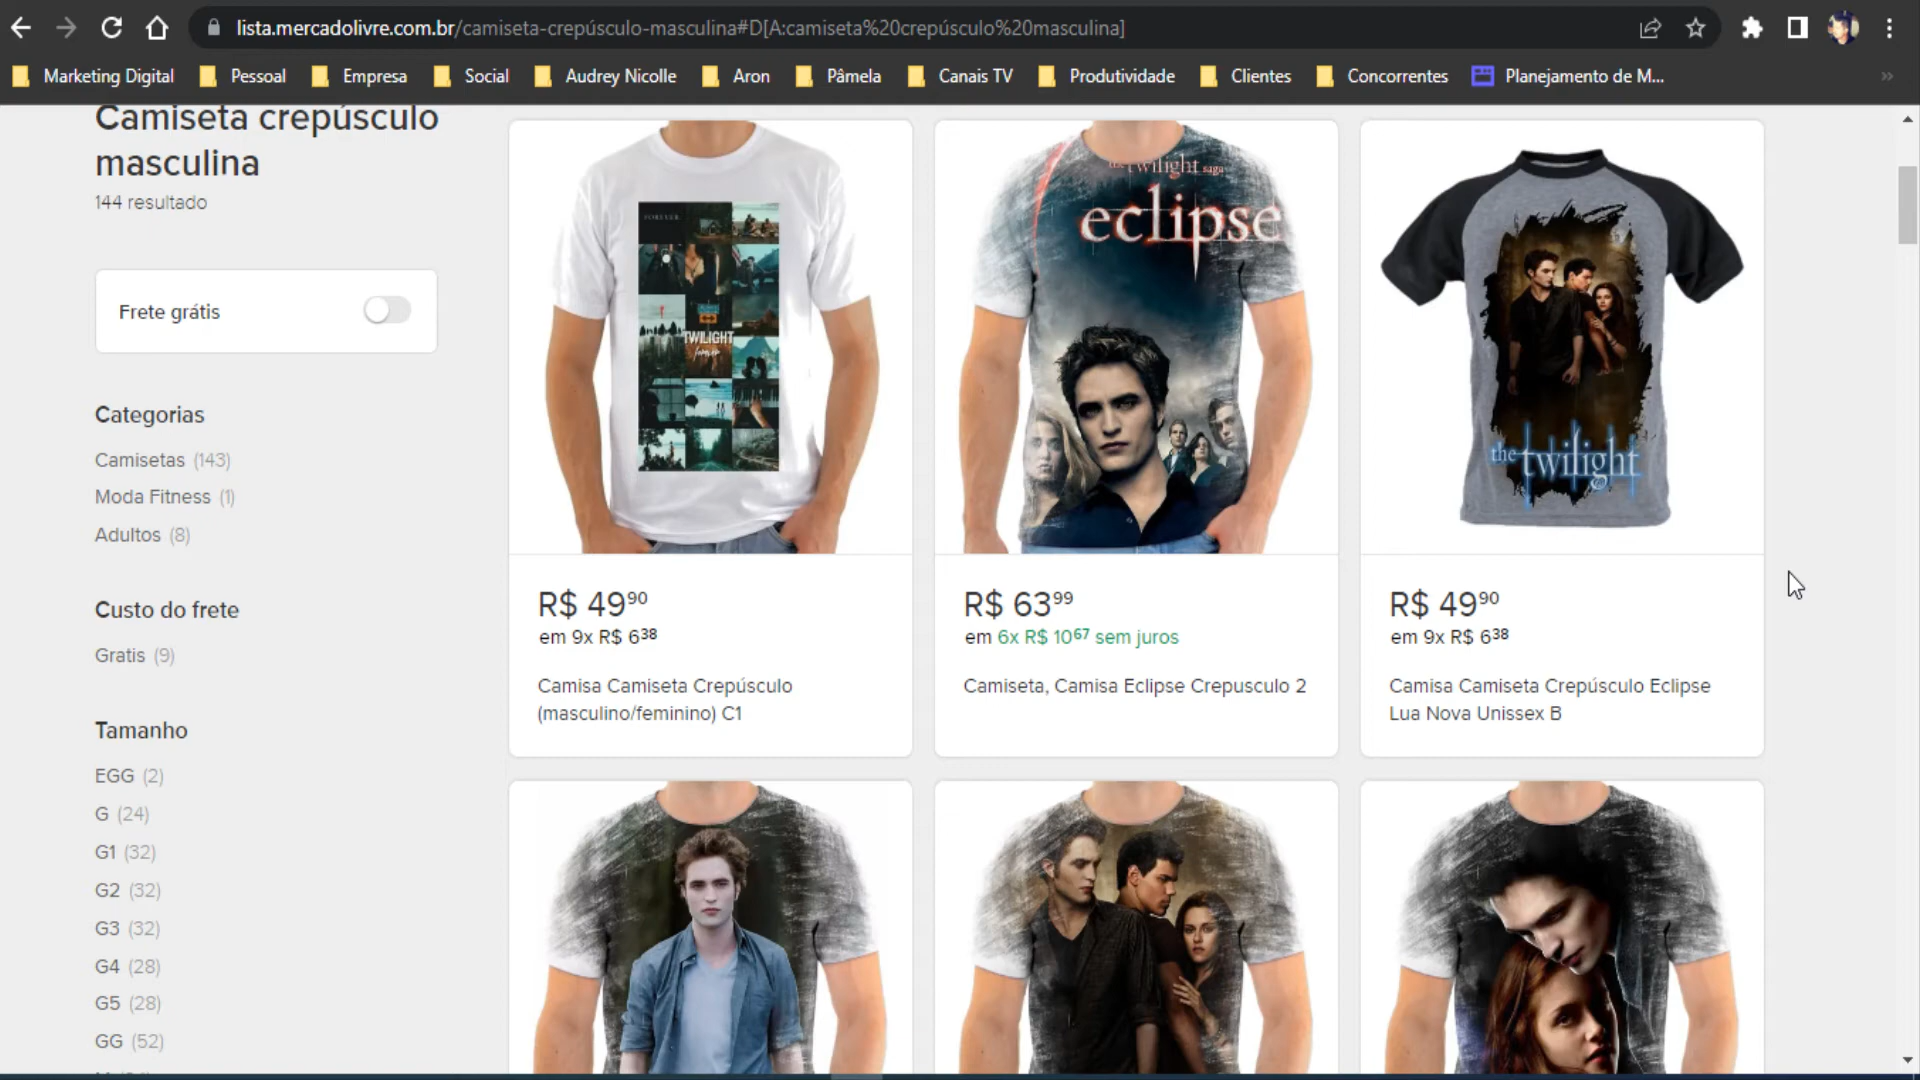 lista.mercadolivre.com.br/camiseta-crepúsculo-masculina#D[A:camiseta%20crepúsculo%20masculina]
Marketing Digital
Pessoal
Empresa
Social
Audrey Nicolle
Aron
Pâmela
Canais TV
Produtividade
Clientes
Concorrentes
Planejamento de M...
Camiseta crepúsculo
masculina
144 resultado
Frete grátis
Categorias
Camisetas (143)
Moda Fitness (1)
Adultos (8)
Custo do frete
Gratis (9)
Tamanho
EGG (2)
G (24)
G1 (32)
G2 (32)
G3 (32)
G4 (28)
G5 (28)
GG (52)
FOREVER
TWILIGHT
forever
R$ 49⁹⁰
em 9x R$ 6³⁸
Camisa Camiseta Crepúsculo
(masculino/feminino) C1
the twilight saga
eclipse
R$ 63⁹⁹
em 6x R$ 10⁶⁷ sem juros
Camiseta, Camisa Eclipse Crepusculo 2
the twilight
R$ 49⁹⁰
em 9x R$ 6³⁸
Camisa Camiseta Crepúsculo Eclipse
Lua Nova Unissex B